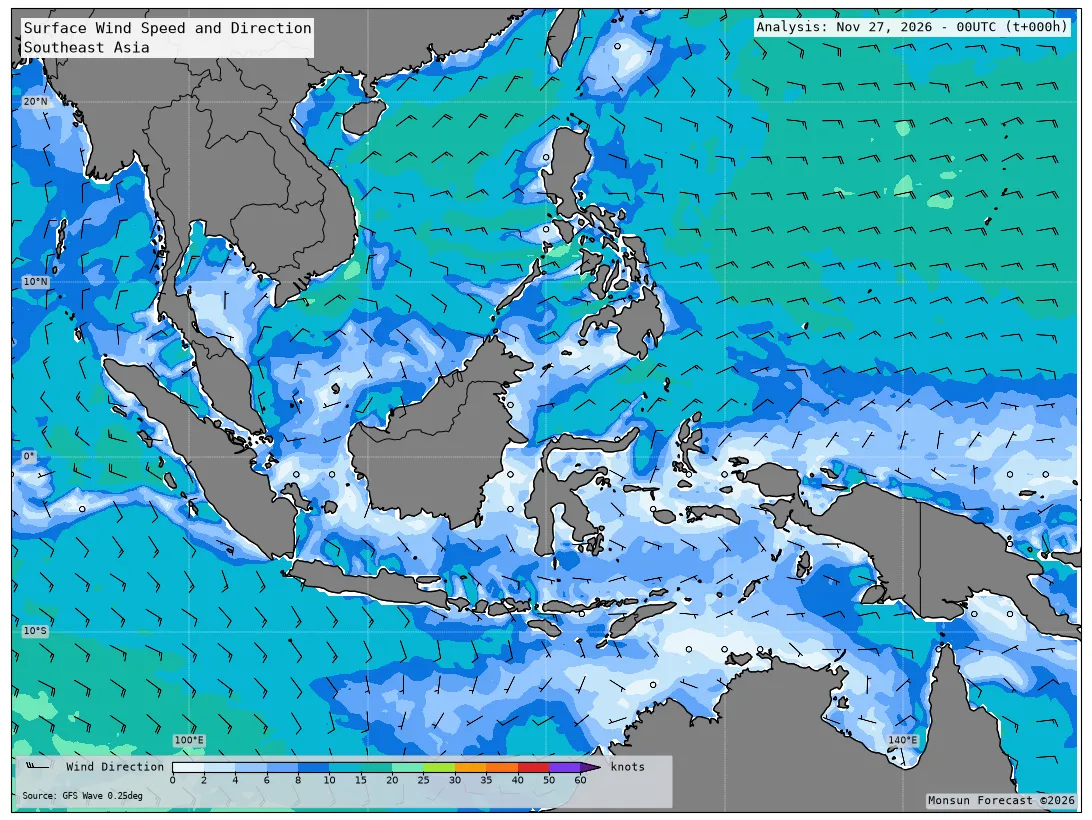 Surface Wind Speed and Direction
Southeast Asia
Analysis: Nov 27, 2026 - 00UTC (t+000h)
20°N
10°N
0°
10°S
100°E
140°E
Wind Direction
knots
0 2 4 6 8 10 15 20 25 30 35 40 50 60
Source: GFS Wave 0.25deg
Monsun Forecast ©2026